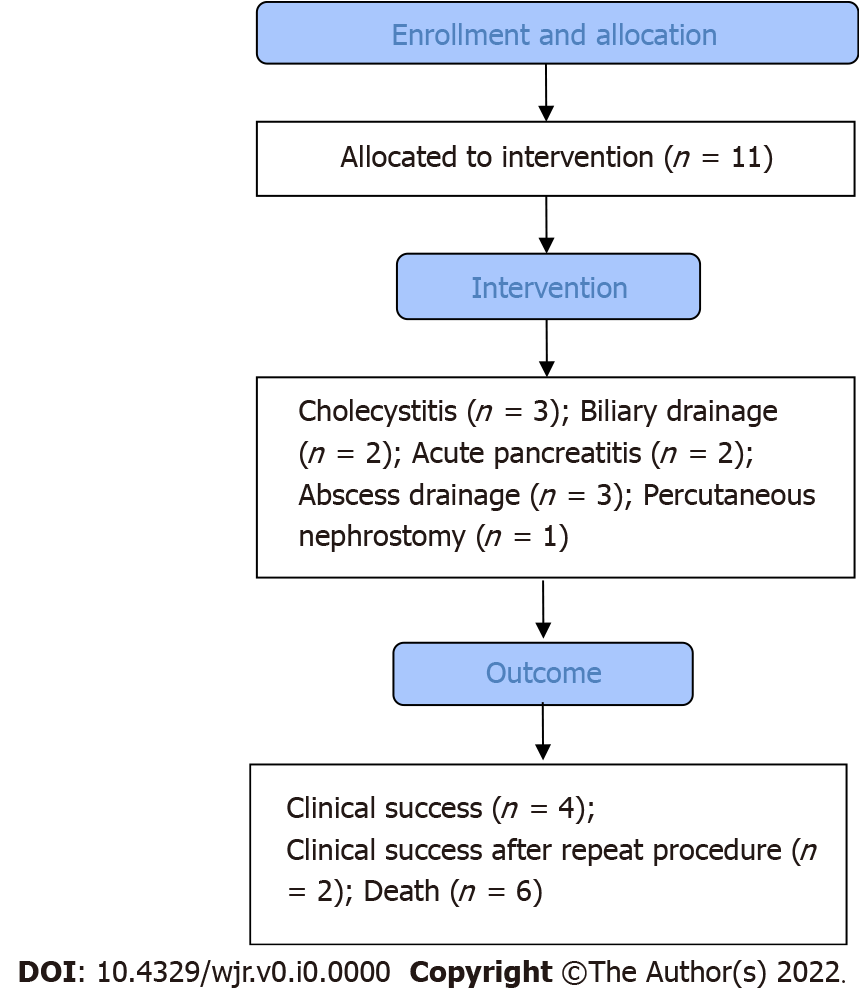 Enrollment and allocation
Allocated to intervention (n = 11)
Intervention
Cholecystitis (n = 3); Biliary drainage
(n = 2); Acute pancreatitis (n = 2);
Abscess drainage (n = 3); Percutaneous
nephrostomy (n = 1)
Outcome
Clinical success (n = 4);
Clinical success after repeat procedure (n
= 2); Death (n = 6)
DOI: 10.4329/wjr.v0.i0.0000 Copyright ©The Author(s) 2022.